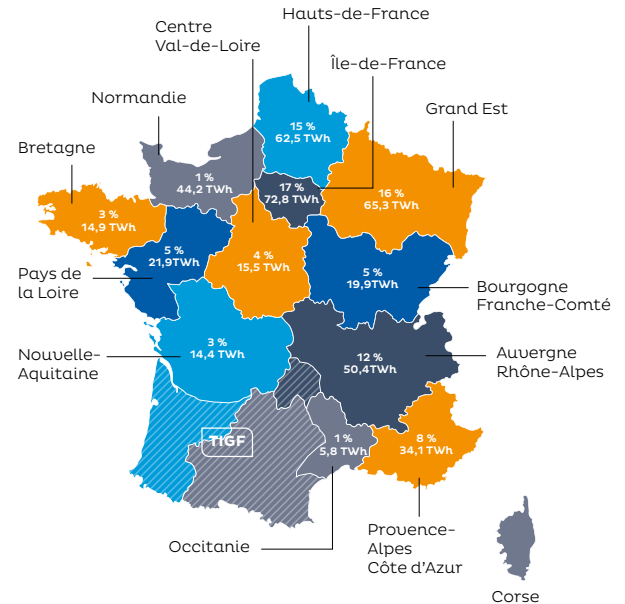 Hauts-de-France
Centre
Val-de-Loire
Île-de-France
Normandie
Grand Est
Bretagne
15 %
62,5 TWh
1 %
44,2 TWh
17 %
72,8 TWh
16 %
65,3 TWh
3 %
14,9 TWh
5 %
21,9TWh
4 %
15,5 TWh
5 %
19,9TWh
Pays de
la Loire
Bourgogne
Franche-Comté
3 %
14,4 TWh
Nouvelle-
Aquitaine
12 %
50,4TWh
Auvergne
Rhône-Alpes
TIGF
1 %
5,8 TWh
8 %
34,1 TWh
Occitanie
Provence-
Alpes
Côte d'Azur
Corse